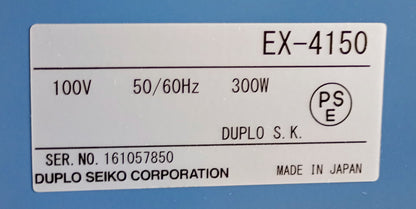 EX-4150
100V 50/60Hz 300W
PS
E
DUPLO S.K.
SER.NO. 161057850
DUPLO SEIKO CORPORATION MADE IN JAPAN